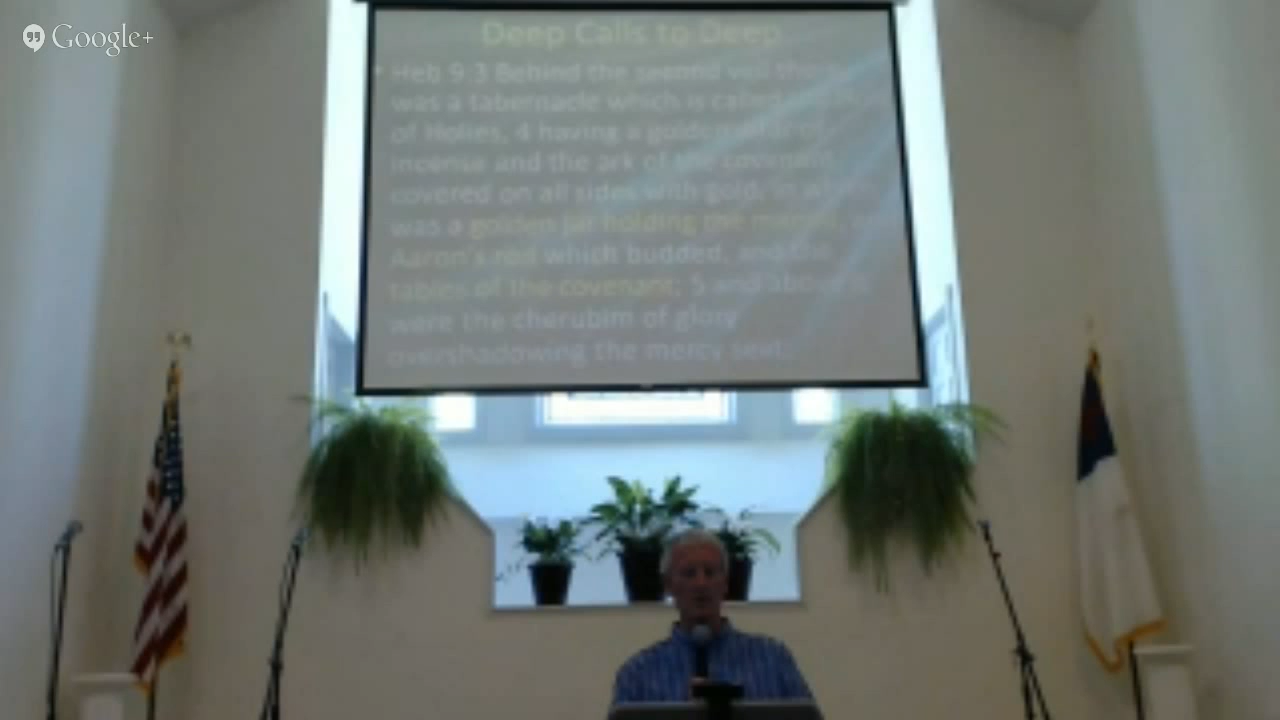 Google+
Deep Calls to Deep
• Heb 9:3 Behind the second veil there
was a tabernacle which is called
of Holies, 4 having a golden altar of
incense and the ark of the covenant
covered on all sides with gold, in which
was a golden jar holding the manna,
Aaron's rod which budded, and the
tables of the covenant; 5 and above it
were the cherubim of glory
overshadowing the mercy seat.